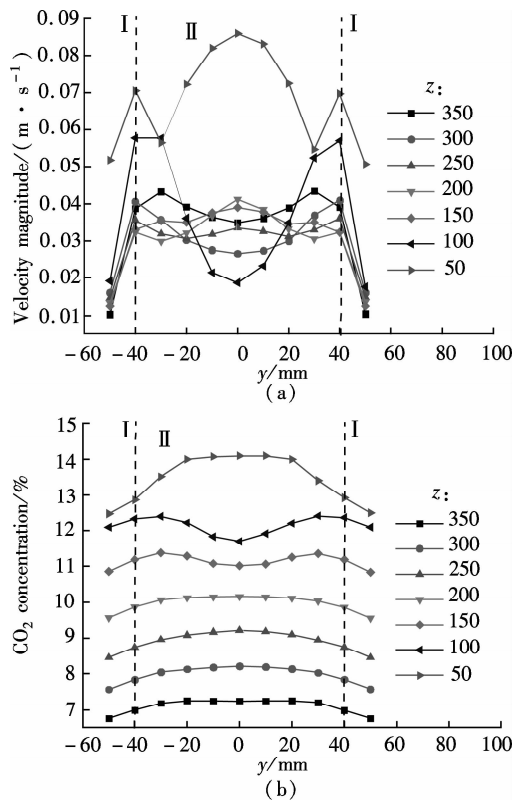 I II I
0.09
0.08
0.07
0.06
0.05
0.04
0.03
0.02
0.01
Velocity magnitude/(m·s⁻¹)
z:
350
300
250
200
150
100
50
−60 −40 −20 0 20 40 60 80 100
y/mm
(a)
I II I
15
14
13
12
11
10
9
8
7
CO₂ concentration/%
z:
350
300
250
200
150
100
50
−60 −40 −20 0 20 40 60 80 100
y/mm
(b)